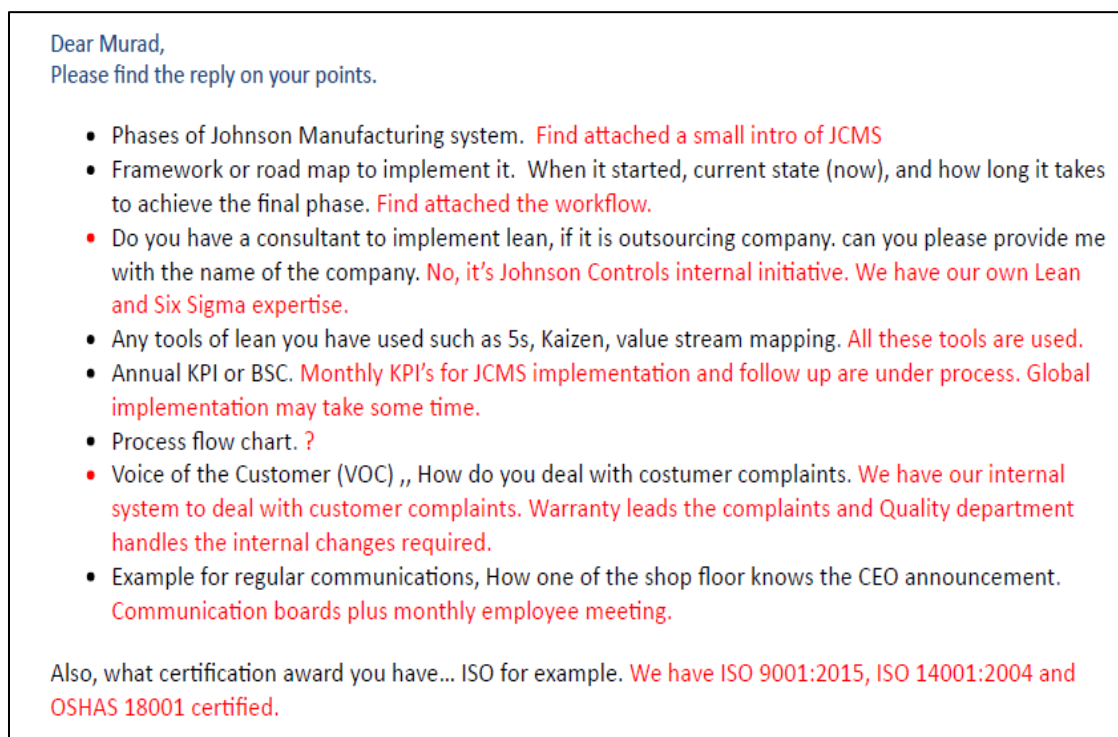 Dear Murad,
Please find the reply on your points.
• Phases of Johnson Manufacturing system. Find attached a small intro of JCMS
• Framework or road map to implement it. When it started, current state (now), and how long it takes
to achieve the final phase. Find attached the workflow.
• Do you have a consultant to implement lean, if it is outsourcing company. can you please provide me
with the name of the company. No, it's Johnson Controls internal initiative. We have our own Lean
and Six Sigma expertise.
• Any tools of lean you have used such as 5s, Kaizen, value stream mapping. All these tools are used.
• Annual KPI or BSC. Monthly KPI's for JCMS implementation and follow up are under process. Global
implementation may take some time.
• Process flow chart. ?
• Voice of the Customer (VOC) ,, How do you deal with costumer complaints. We have our internal
system to deal with customer complaints. Warranty leads the complaints and Quality department
handles the internal changes required.
• Example for regular communications, How one of the shop floor knows the CEO announcement.
Communication boards plus monthly employee meeting.
Also, what certification award you have... ISO for example. We have ISO 9001:2015, ISO 14001:2004 and
OSHAS 18001 certified.